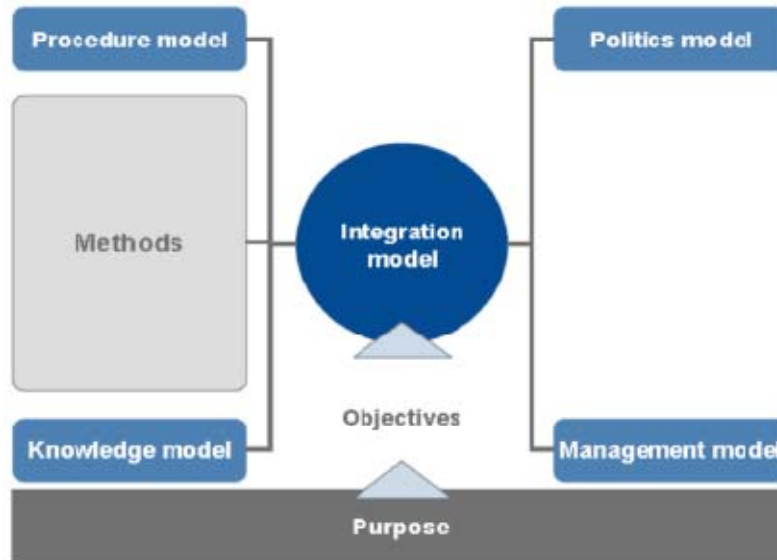 Procedure model
Politics model
Methods
Integration
model
Objectives
Knowledge model
Management model
Purpose